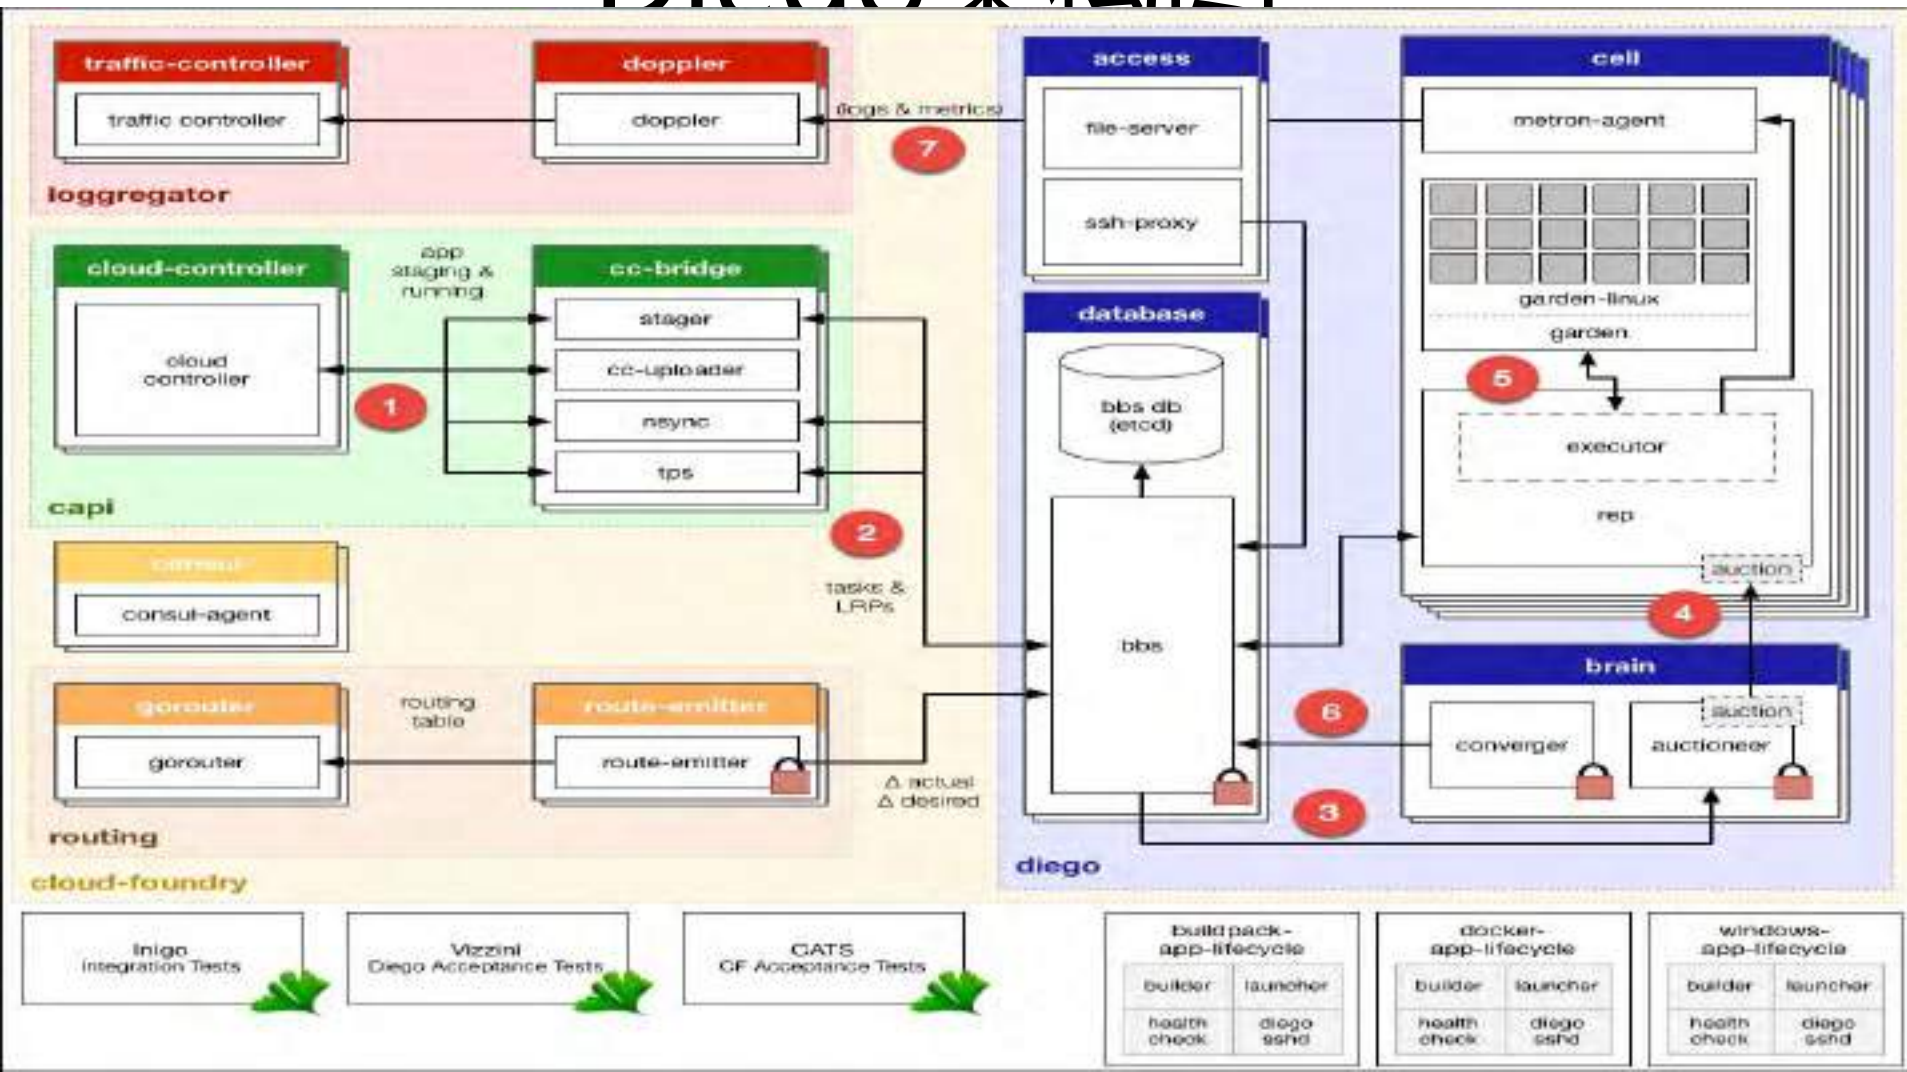 traffic-controller
traffic controller
doppler
doppler
(logs & metrics)
7
loggregator
cloud-controller
cloud
controller
app
staging &
running
1
cc-bridge
stager
cc-uploader
nsync
tps
capi
2
tasks &
LRPs
consul
consul-agent
gorouter
gorouter
routing
table
route-emitter
route-emitter
Δ actual
Δ desired
routing
cloud-foundry
access
file-server
ssh-proxy
database
bbs db
(etcd)
bbs
cell
metron-agent
garden-linux
garden
5
executor
rep
auction
4
brain
auction
converger
auctioneer
6
3
diego
Inigo
Integration Tests
Vizzini
Diego Acceptance Tests
CATS
CF Acceptance Tests
buildpack-
app-lifecycle
builder
launcher
health
check
diego
sshd
docker-
app-lifecycle
builder
launcher
health
check
diego
sshd
windows-
app-lifecycle
builder
launcher
health
check
diego
sshd